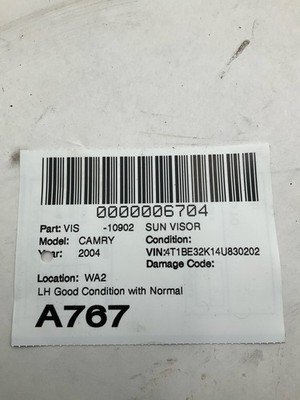 0000006704
Part: VIS -10902 SUN VISOR
Model: CAMRY Condition:
Year: 2004 VIN:4T1BE32K14U830202
Damage Code:
Location: WA2
LH Good Condition with Normal
A767